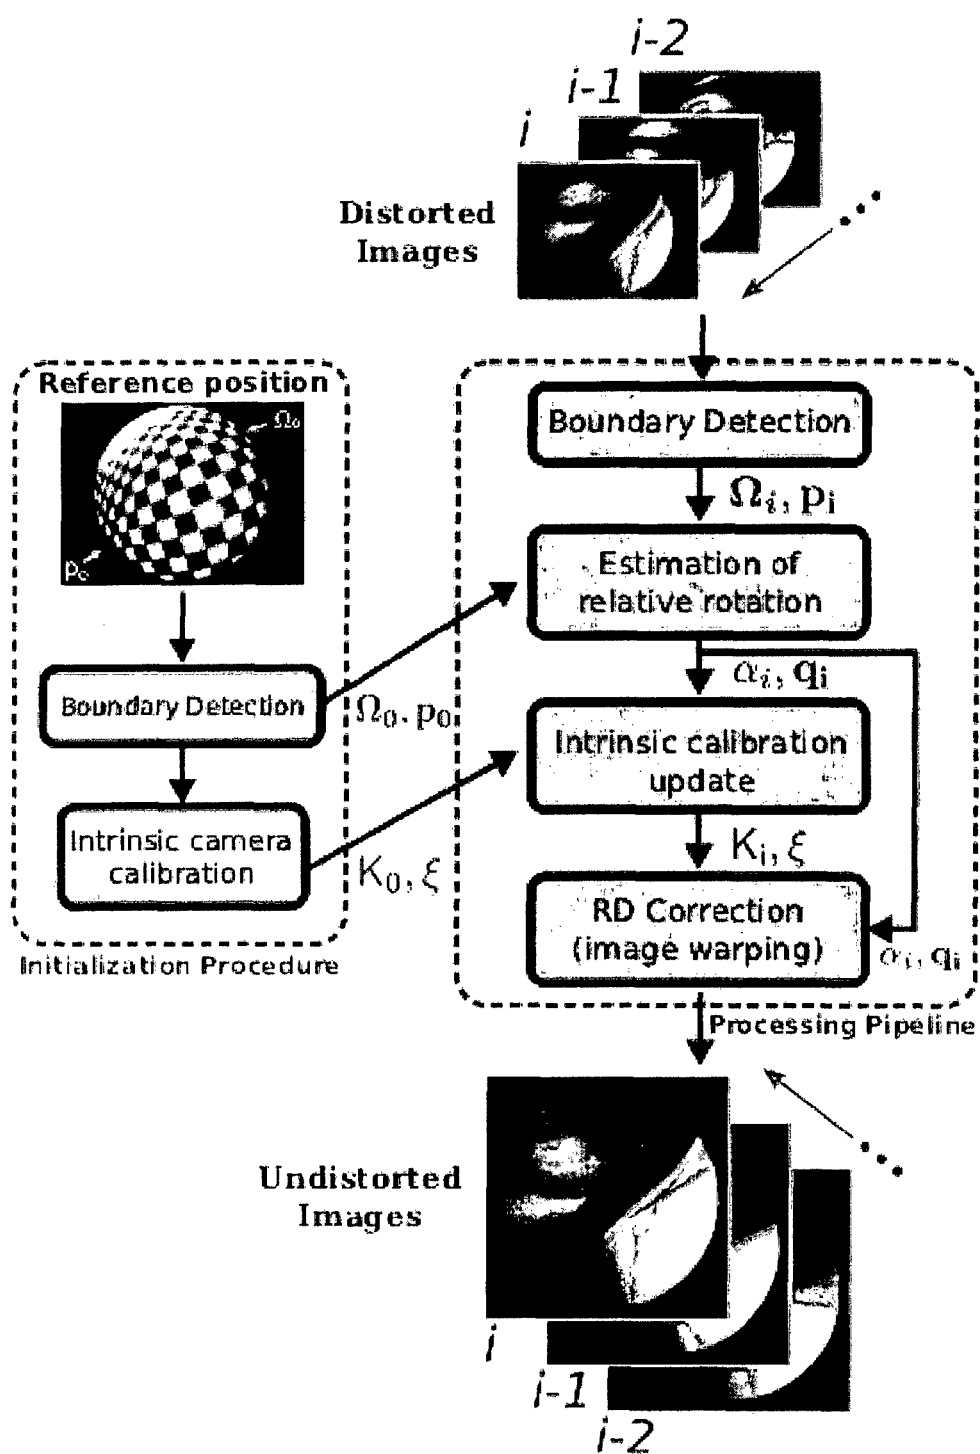 i-2
i-1
i
Distorted
Images
Reference position
Ω₀
p₀
Boundary Detection
Ω₀, p₀
Intrinsic camera
calibration
K₀, ξ
Initialization Procedure
Boundary Detection
Ωᵢ, pᵢ
Estimation of
relative rotation
αᵢ, qᵢ
Intrinsic calibration
update
Kᵢ, ξ
RD Correction
(image warping)
αᵢ, qᵢ
Processing Pipeline
Undistorted
Images
i
i-1
i-2